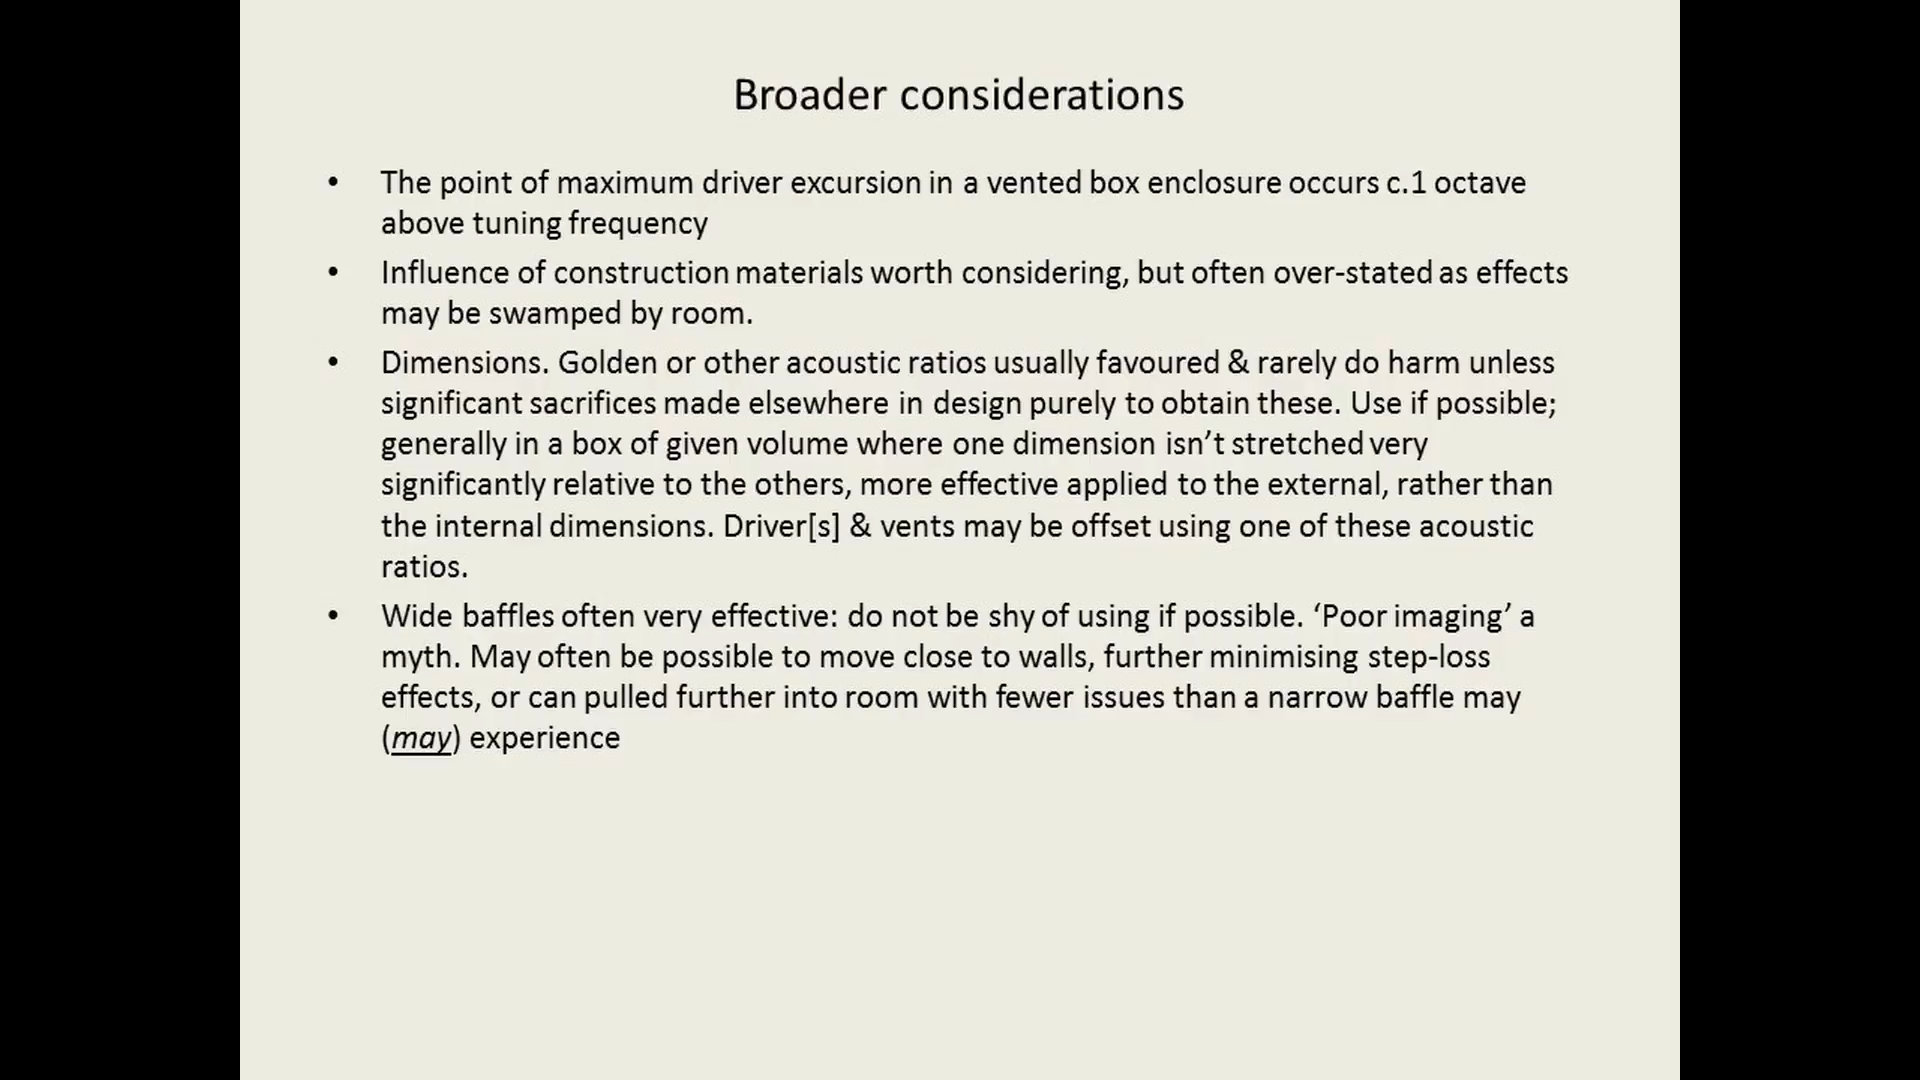 Broader considerations
• The point of maximum driver excursion in a vented box enclosure occurs c.1 octave
above tuning frequency
• Influence of construction materials worth considering, but often over-stated as effects
may be swamped by room.
• Dimensions. Golden or other acoustic ratios usually favoured & rarely do harm unless
significant sacrifices made elsewhere in design purely to obtain these. Use if possible;
generally in a box of given volume where one dimension isn’t stretched very
significantly relative to the others, more effective applied to the external, rather than
the internal dimensions. Driver[s] & vents may be offset using one of these acoustic
ratios.
• Wide baffles often very effective: do not be shy of using if possible. ‘Poor imaging’ a
myth. May often be possible to move close to walls, further minimising step-loss
effects, or can pulled further into room with fewer issues than a narrow baffle may
(may) experience